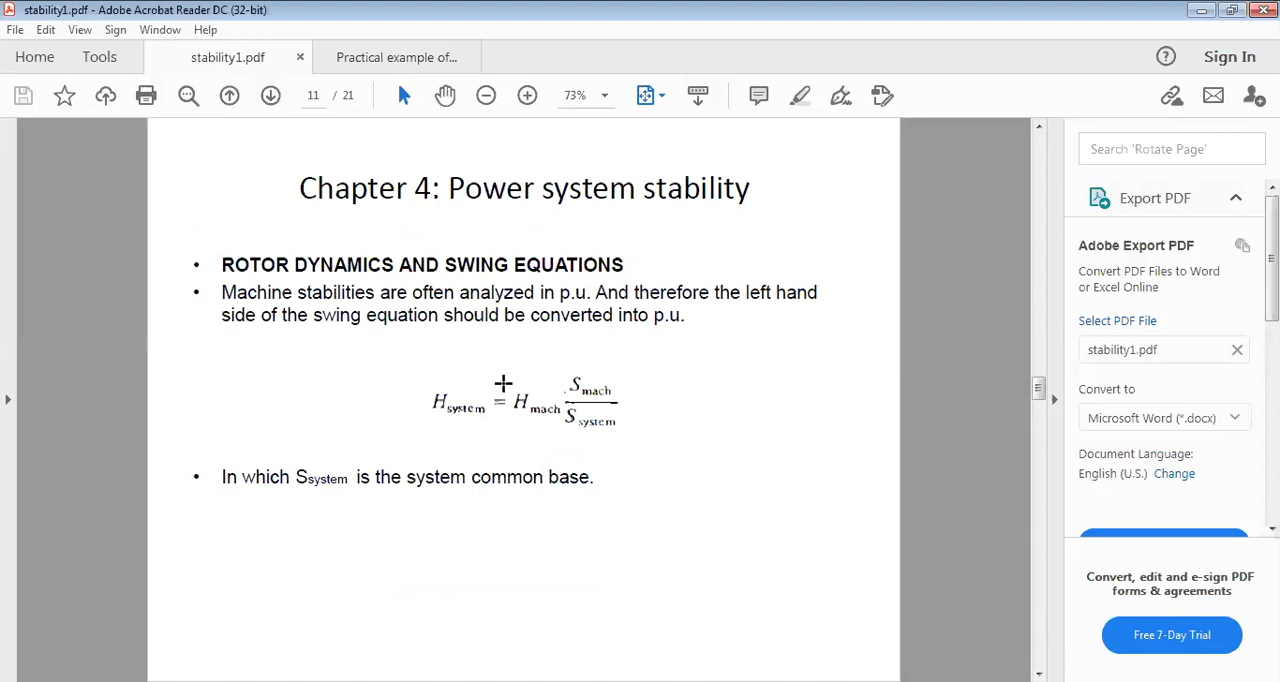 stability1.pdf - Adobe Acrobat Reader DC (32-bit)
File Edit View Sign Window Help
Home Tools stability1.pdf × Practical example of... ? Sign In
11 / 21 73%
Chapter 4: Power system stability
• ROTOR DYNAMICS AND SWING EQUATIONS
• Machine stabilities are often analyzed in p.u. And therefore the left hand
side of the swing equation should be converted into p.u.
H system = H mach S mach / S system
• In which Ssystem is the system common base.
Search 'Rotate Page'
Export PDF
Adobe Export PDF
Convert PDF Files to Word
or Excel Online
Select PDF File
stability1.pdf
Convert to
Microsoft Word (*.docx)
Document Language:
English (U.S.) Change
Convert, edit and e-sign PDF
forms & agreements
Free 7-Day Trial